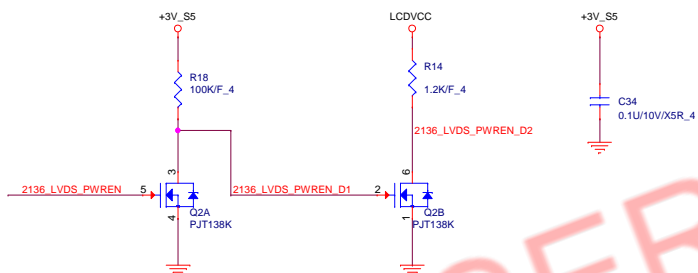 +3V_S5
LCDVCC
+3V_S5
R18
100K/F_4
R14
1.2K/F_4
C34
0.1U/10V/X5R_4
2136_LVDS_PWREN_D2
3
6
2136_LVDS_PWREN
5
2136_LVDS_PWREN_D1
2
4
1
Q2A
PJT138K
Q2B
PJT138K
SER